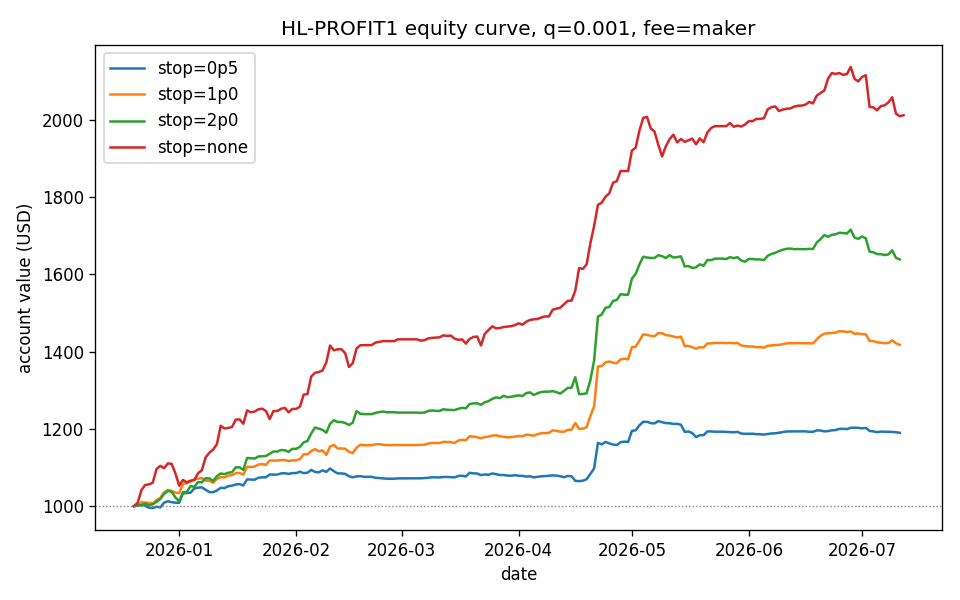 HL-PROFIT1 equity curve, q=0.001, fee=maker
stop=0p5
stop=1p0
stop=2p0
stop=none
account value (USD)
2000
1800
1600
1400
1200
1000
2026-01
2026-02
2026-03
2026-04
2026-05
2026-06
2026-07
date